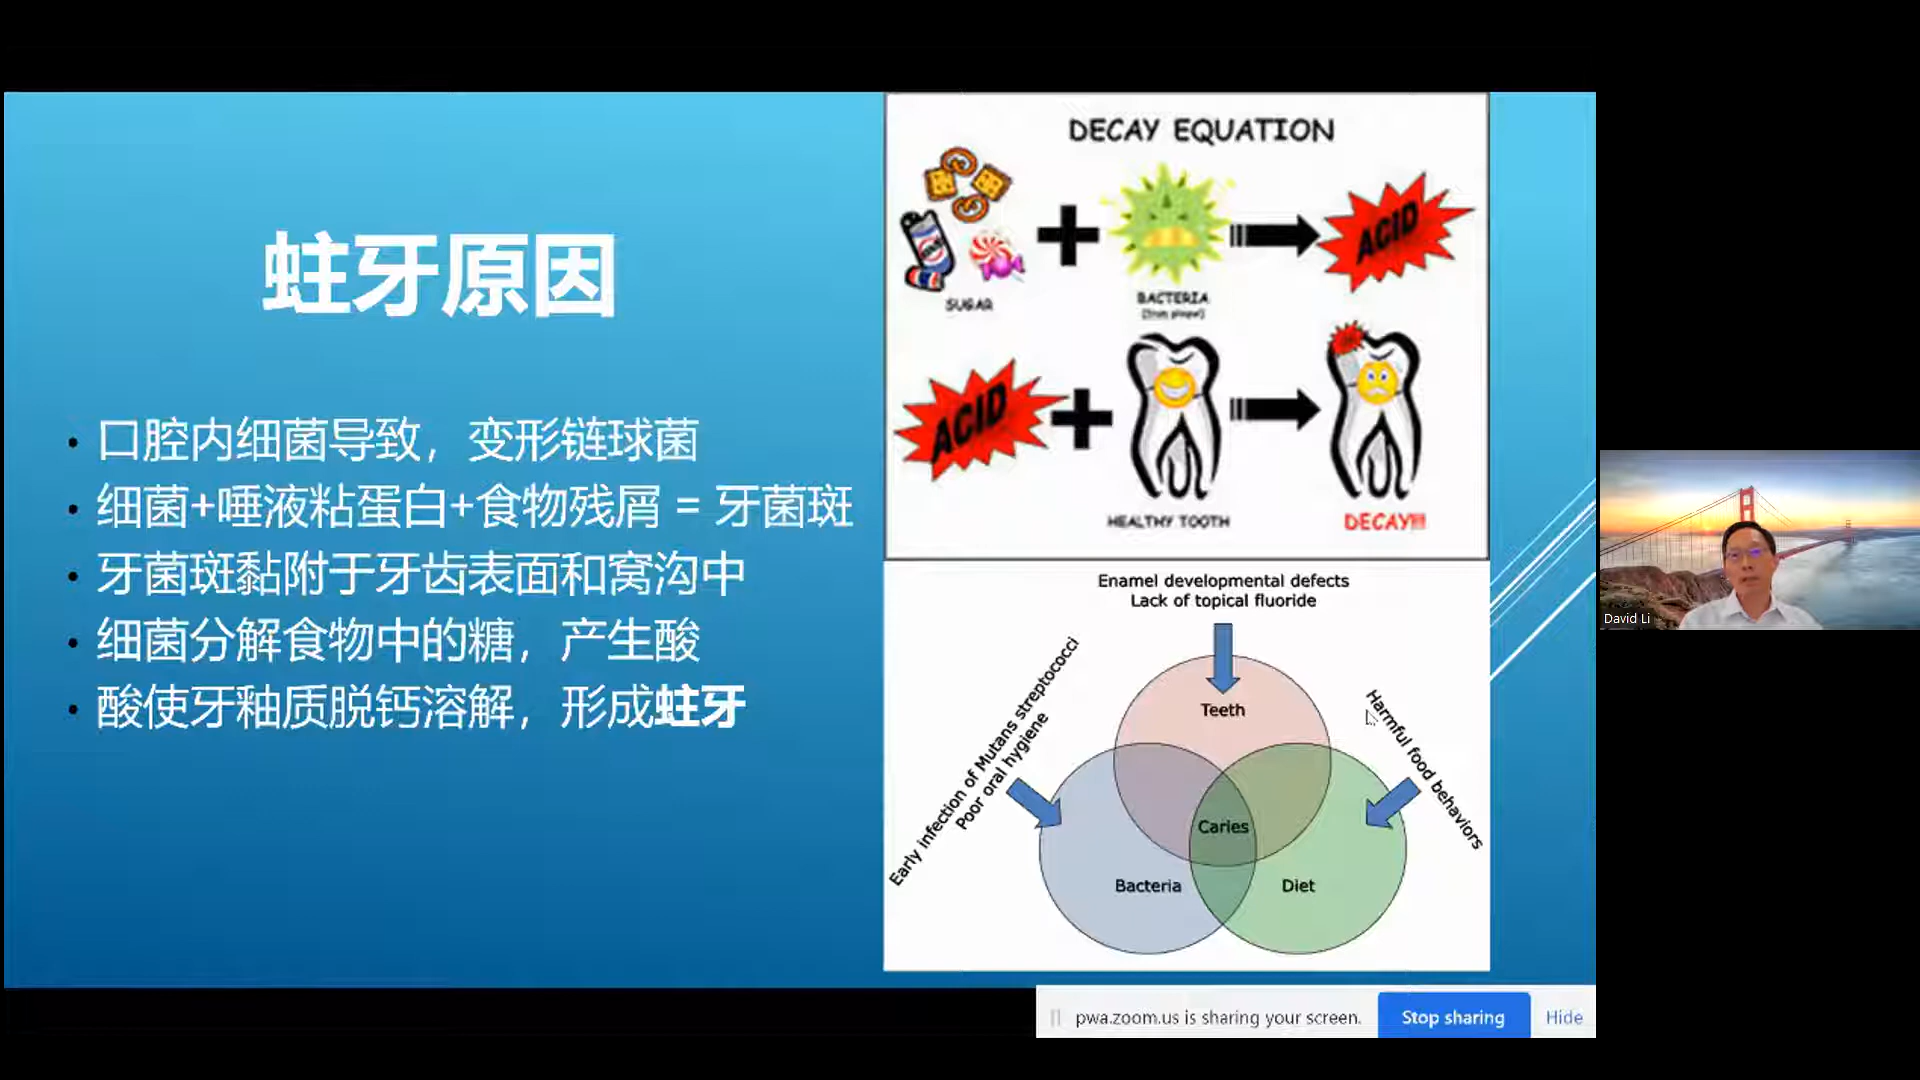 蛀牙原因
• 口腔内细菌导致，变形链球菌
• 细菌+唾液粘蛋白+食物残屑 = 牙菌斑
• 牙菌斑黏附于牙齿表面和窝沟中
• 细菌分解食物中的糖，产生酸
• 酸使牙釉质脱钙溶解，形成蛀牙
DECAY EQUATION
SUGAR
BACTERIA
ACID
ACID
HEALTHY TOOTH
DECAY!!!
Enamel developmental defects
Lack of topical fluoride
Early infection of Mutans streptococci
Poor oral hygiene
Harmful food behaviors
Teeth
Caries
Bacteria
Diet
David Li
pwa.zoom.us is sharing your screen.
Stop sharing
Hide